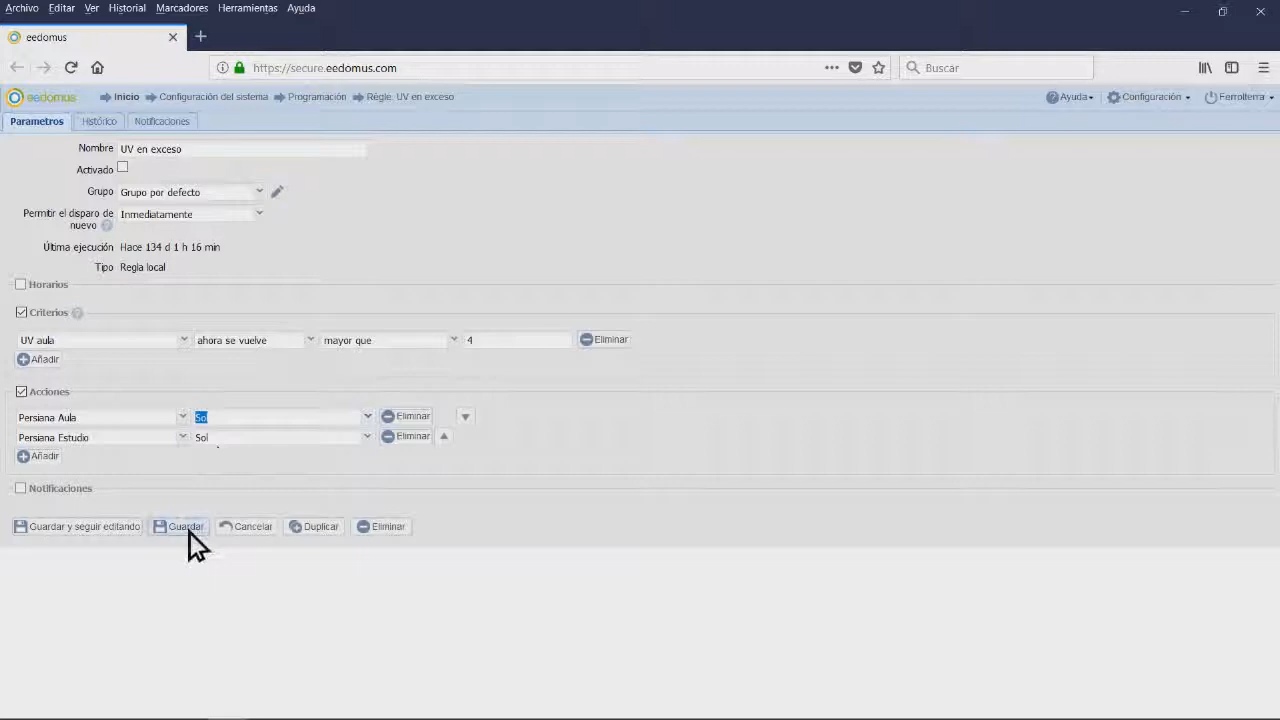 Archivo Editar Ver Historial Marcadores Herramientas Ayuda
eedomus
https://secure.eedomus.com
Buscar
eedomus Inicio Configuración del sistema Programación Règle: UV en exceso Ayuda Configuración Ferrolterra
Parametros Histórico Notificaciones
Nombre UV en exceso
Activado
Grupo Grupo por defecto
Permitir el disparo de nuevo Inmediatamente
Última ejecución Hace 134 d 1 h 16 min
Tipo Regla local
Horarios
Criterios
UV aula ahora se vuelve mayor que 4 Eliminar
Añadir
Acciones
Persiana Aula Sol Eliminar
Persiana Estudio Sol Eliminar
Añadir
Notificaciones
Guardar y seguir editando Guardar Cancelar Duplicar Eliminar